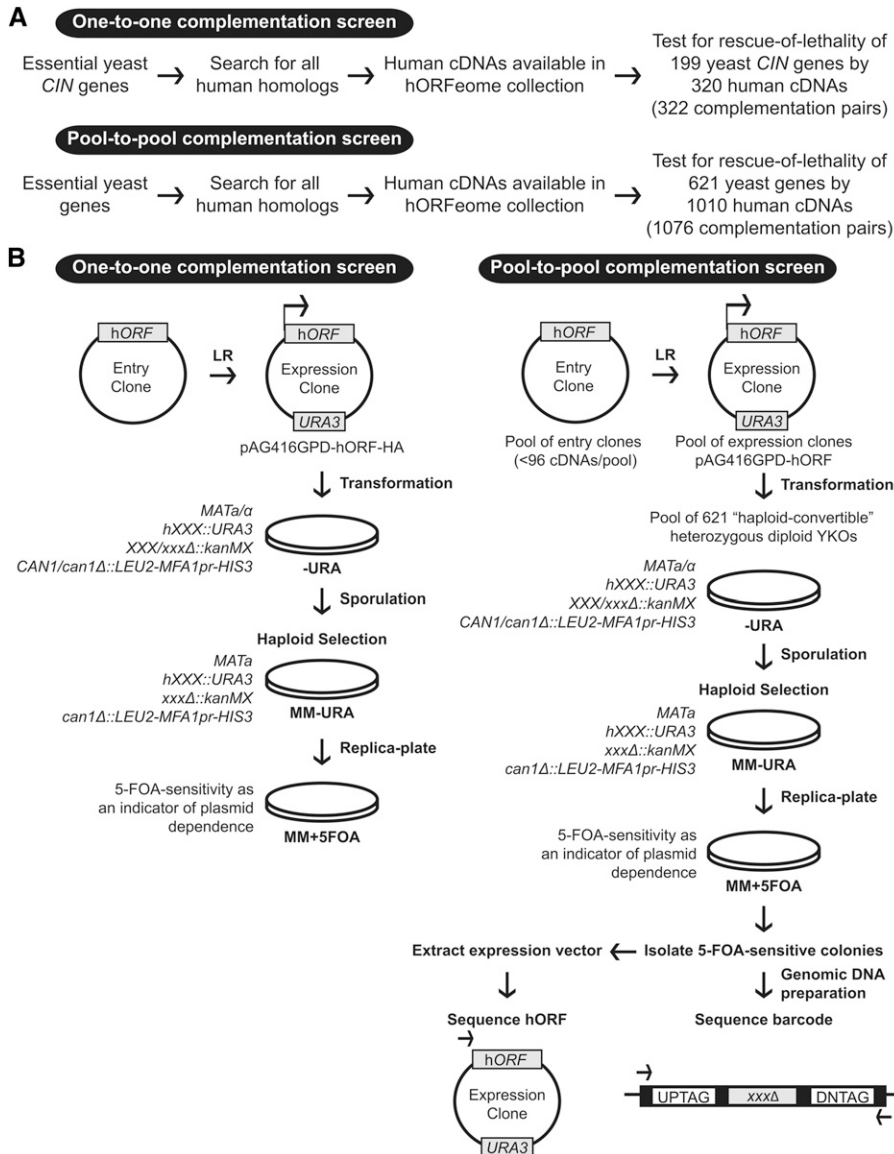 A
One-to-one complementation screen
Essential yeast
CIN genes
Search for all
human homologs
Human cDNAs available in
hORFeome collection
Test for rescue-of-lethality of
199 yeast CIN genes by
320 human cDNAs
(322 complementation pairs)
Pool-to-pool complementation screen
Essential yeast
genes
Search for all
human homologs
Human cDNAs available in
hORFeome collection
Test for rescue-of-lethality of
621 yeast genes by
1010 human cDNAs
(1076 complementation pairs)
B
One-to-one complementation screen
hORF
Entry
Clone
LR
hORF
Expression
Clone
URA3
pAG416GPD-hORF-HA
Transformation
MATa/α
hXXX::URA3
XXX/xxxΔ::kanMX
CAN1/can1Δ::LEU2-MFA1pr-HIS3
-URA
Sporulation
Haploid Selection
MATa
hXXX::URA3
xxxΔ::kanMX
can1Δ::LEU2-MFA1pr-HIS3
MM-URA
Replica-plate
5-FOA-sensitivity as
an indicator of plasmid
dependence
MM+5FOA
Pool-to-pool complementation screen
hORF
Entry
Clone
LR
hORF
Expression
Clone
URA3
Pool of entry clones
(<96 cDNAs/pool)
Pool of expression clones
pAG416GPD-hORF
Transformation
Pool of 621 “haploid-convertible”
heterozygous diploid YKOs
MATa/α
hXXX::URA3
XXX/xxxΔ::kanMX
CAN1/can1Δ::LEU2-MFA1pr-HIS3
-URA
Sporulation
Haploid Selection
MATa
hXXX::URA3
xxxΔ::kanMX
can1Δ::LEU2-MFA1pr-HIS3
MM-URA
Replica-plate
5-FOA-sensitivity as
an indicator of plasmid
dependence
MM+5FOA
Extract expression vector
Isolate 5-FOA-sensitive colonies
Genomic DNA
preparation
Sequence hORF
Sequence barcode
hORF
Expression
Clone
URA3
UPTAG
xxxΔ
DNTAG